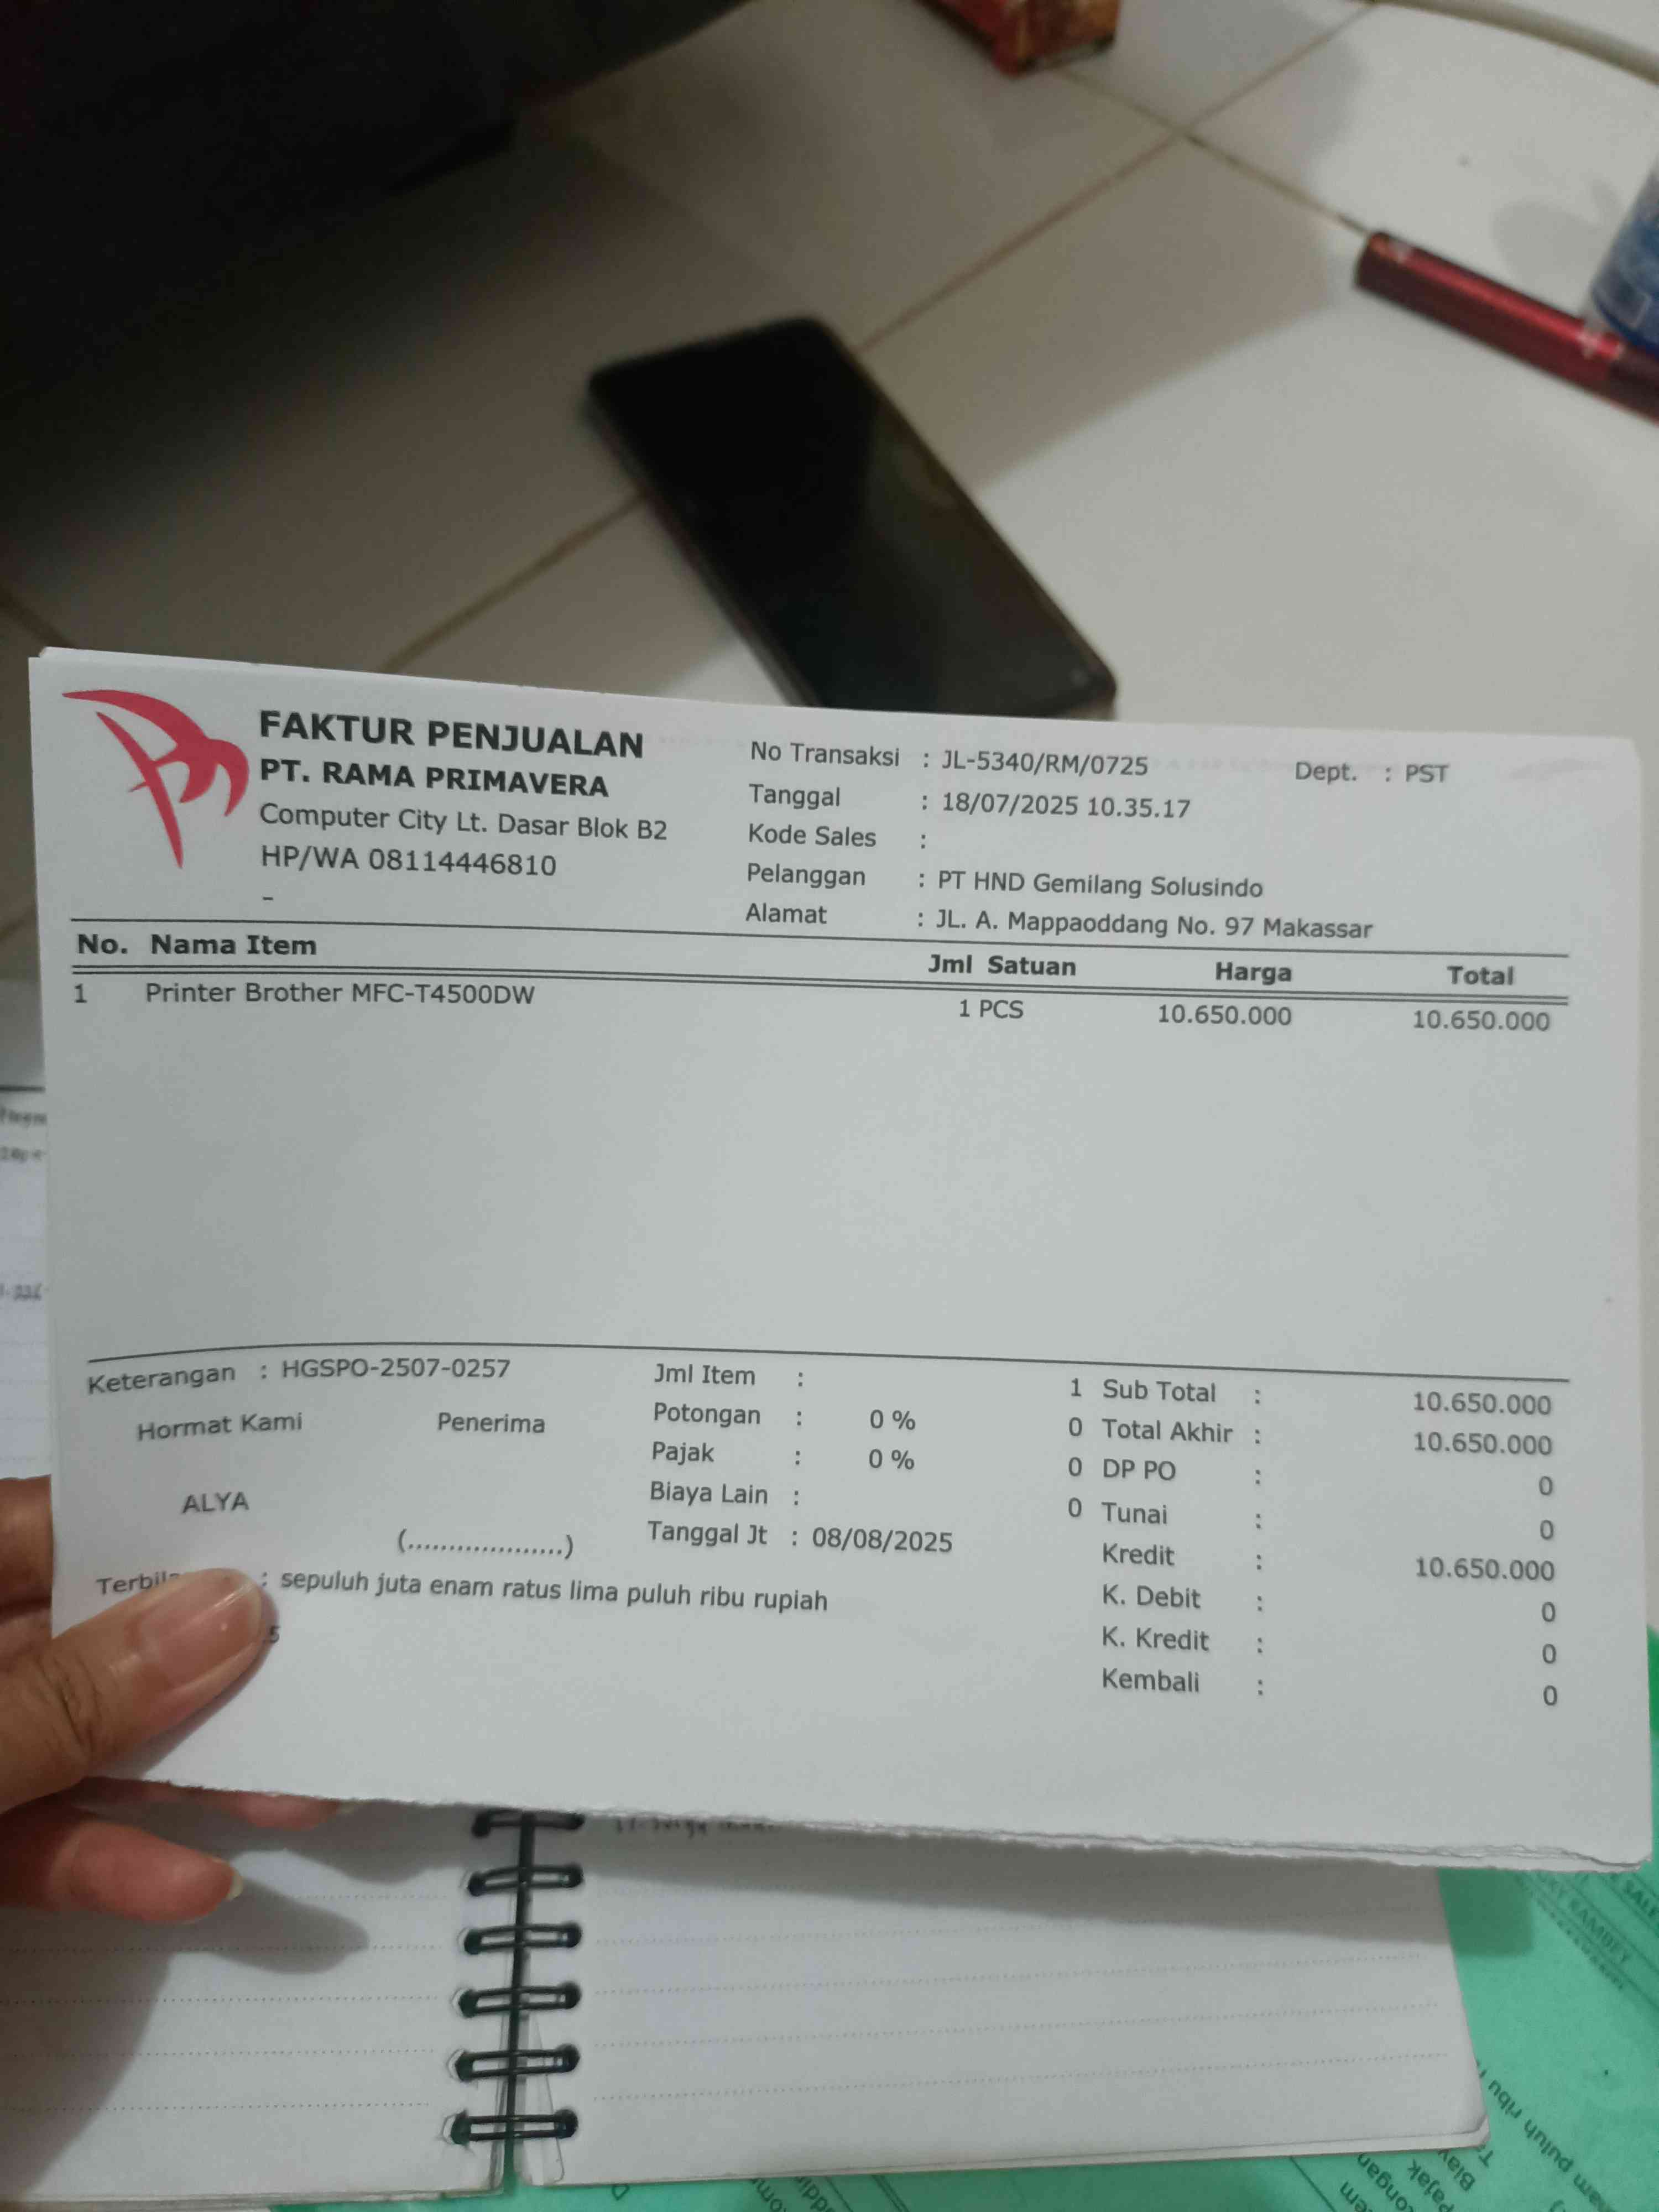 FAKTUR PENJUALAN
PT. RAMA PRIMAVERA
Computer City Lt. Dasar Blok B2
HP/WA 08114446810
-
No Transaksi : JL-5340/RM/0725 Dept. : PST
Tanggal : 18/07/2025 10.35.17
Kode Sales :
Pelanggan : PT HND Gemilang Solusindo
Alamat : JL. A. Mappaoddang No. 97 Makassar
No. Nama Item Jml Satuan Harga Total
1 Printer Brother MFC-T4500DW 1 PCS 10.650.000 10.650.000
Keterangan : HGSPO-2507-0257
Hormat Kami Penerima
ALYA
(...................)
Jml Item : 1
Potongan : 0 % 0
Pajak : 0 % 0
Biaya Lain : 0
Tanggal Jt : 08/08/2025
Sub Total : 10.650.000
Total Akhir : 10.650.000
DP PO : 0
Tunai : 0
Kredit : 10.650.000
K. Debit : 0
K. Kredit : 0
Kembali : 0
: sepuluh juta enam ratus lima puluh ribu rupiah
5
puluh ribu
Pajak